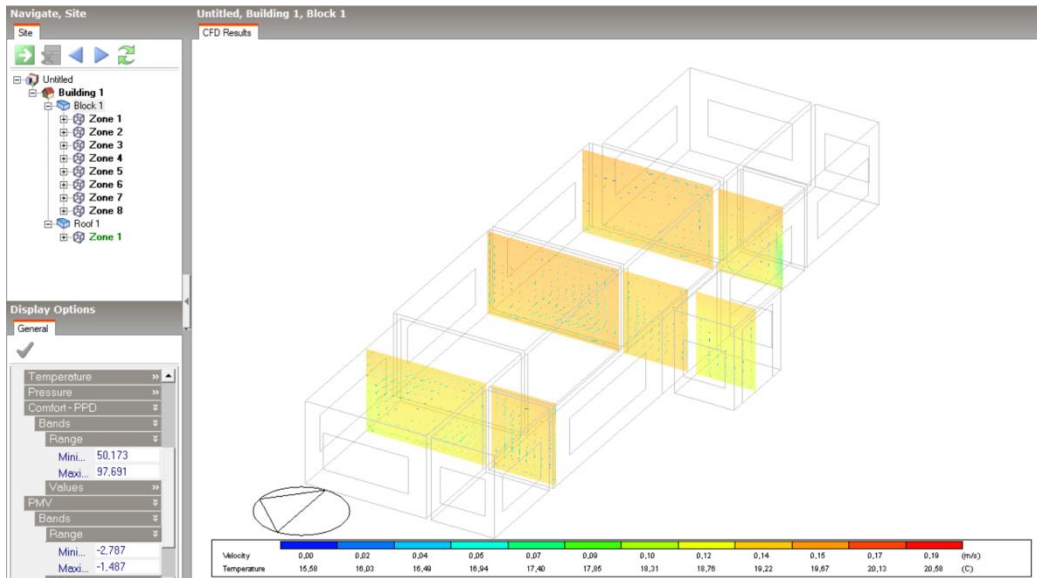 Navigate, Site
Site
Untitled
Building 1
Block 1
Zone 1
Zone 2
Zone 3
Zone 4
Zone 5
Zone 6
Zone 7
Zone 8
Roof 1
Zone 1
Display Options
General
Temperature
Pressure
Comfort-PPD
Bands
Range
Mini... 50,173
Maxi... 97,691
Values
PMV
Bands
Range
Mini... -2,787
Maxi... -1,487
Untitled, Building 1, Block 1
CFD Results
Velocity 0,00 0,02 0,04 0,05 0,07 0,09 0,10 0,12 0,14 0,15 0,17 0,19 (m/s)
Temperature 15,58 16,03 16,49 16,94 17,40 17,85 18,31 18,76 19,22 19,67 20,13 20,58 (C)